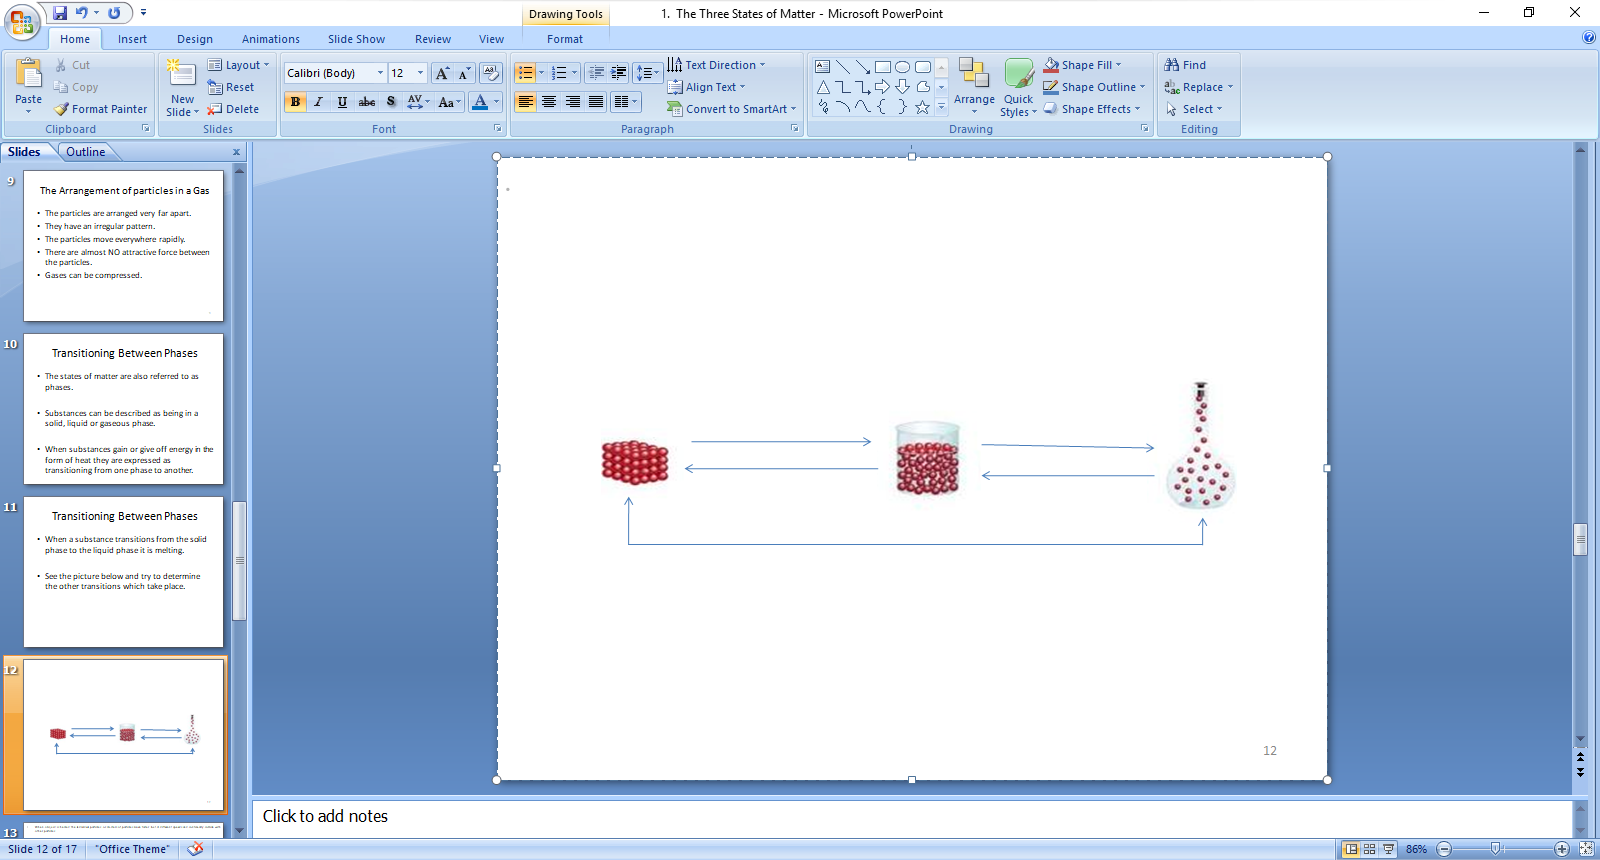 1. The Three States of Matter - Microsoft PowerPoint
Drawing Tools
Home Insert Design Animations Slide Show Review View Format
Paste
Cut
Copy
Format Painter
Clipboard
New Slide
Layout
Reset
Delete
Slides
Calibri (Body) 12
B I U abc S AV Aa A
Font
Text Direction
Align Text
Convert to SmartArt
Paragraph
Arrange
Quick Styles
Shape Fill
Shape Outline
Shape Effects
Drawing
Find
Replace
Select
Editing
Slides Outline x
9
The Arrangement of particles in a Gas
• The particles are arranged very far apart.
• They have an irregular pattern.
• The particles move everywhere rapidly.
• There are almost NO attractive force between
the particles.
• Gases can be compressed.
10
Transitioning Between Phases
• The states of matter are also referred to as
phases.
• Substances can be described as being in a
solid, liquid or gaseous phase.
• When substances gain or give off energy in the
form of heat they are expressed as
transitioning from one phase to another.
11
Transitioning Between Phases
• When a substance transitions from the solid
phase to the liquid phase it is melting.
• See the picture below and try to determine
the other transitions which take place.
12
13
12
Click to add notes
Slide 12 of 17 "Office Theme" 86%